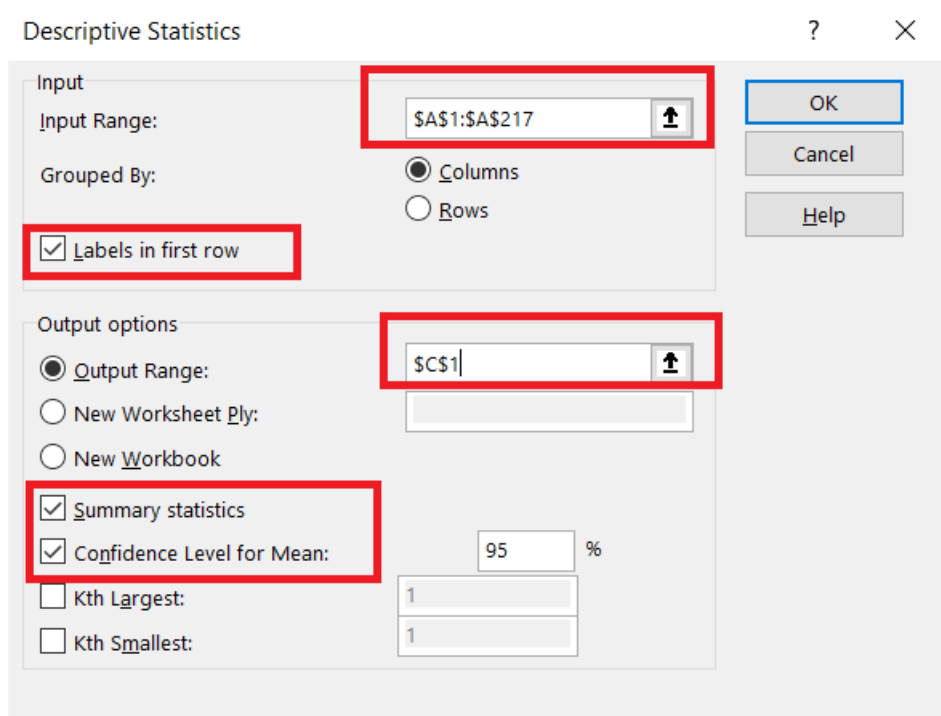 Descriptive Statistics ?
Input
Input Range: $A$1:$A$217
OK
Cancel
Help
Grouped By: Columns
Rows
Labels in first row
Output options
Output Range: $C$1
New Worksheet Ply:
New Workbook
Summary statistics
Confidence Level for Mean: 95 %
Kth Largest: 1
Kth Smallest: 1